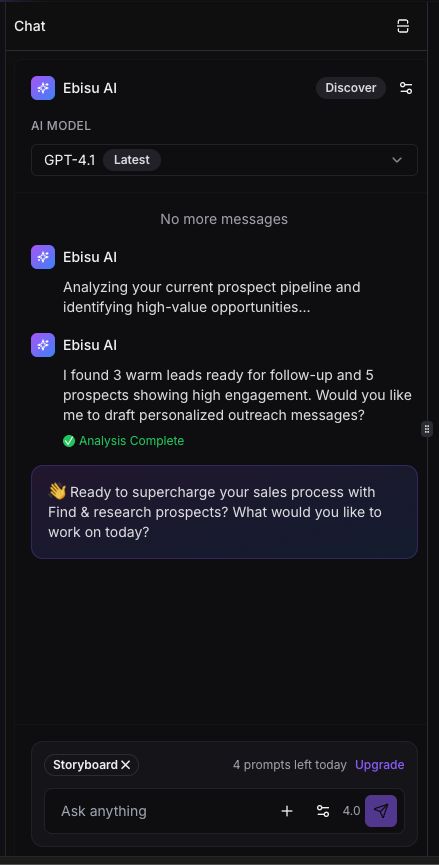 Chat
Ebisu AI
Discover
AI MODEL
GPT-4.1 Latest
No more messages
Ebisu AI
Analyzing your current prospect pipeline and
identifying high-value opportunities...
Ebisu AI
I found 3 warm leads ready for follow-up and 5
prospects showing high engagement. Would you like
me to draft personalized outreach messages?
Analysis Complete
👋 Ready to supercharge your sales process with
Find & research prospects? What would you like to
work on today?
Storyboard
4 prompts left today Upgrade
Ask anything
4.0